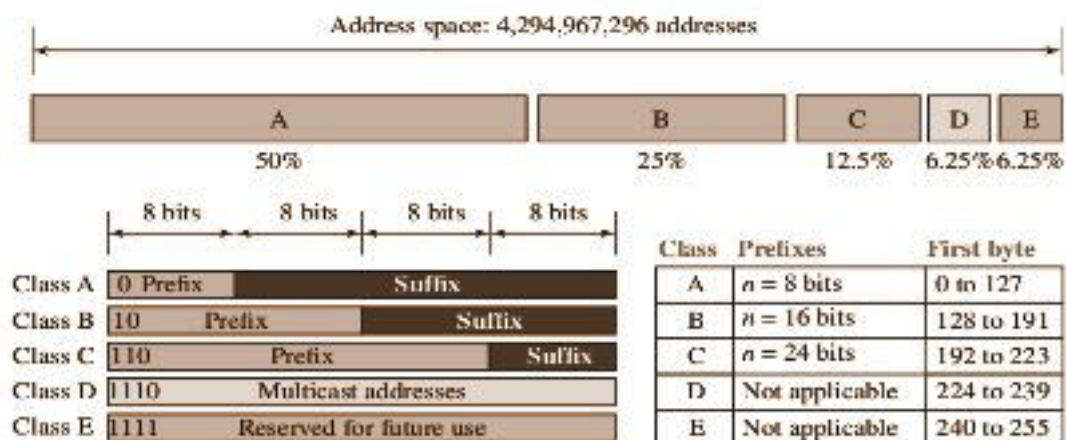 Address space: 4,294,967,296 addresses
A B C D E
50% 25% 12.5% 6.25% 6.25%
8 bits 8 bits 8 bits 8 bits
Class A 0 Prefix Suffix
Class B 10 Prefix Suffix
Class C 110 Prefix Suffix
Class D 1110 Multicast addresses
Class E 1111 Reserved for future use
Class Prefixes First byte
A n = 8 bits 0 to 127
B n = 16 bits 128 to 191
C n = 24 bits 192 to 223
D Not applicable 224 to 239
E Not applicable 240 to 255